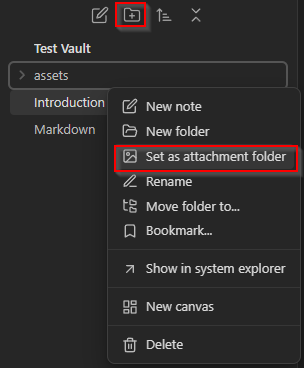 Test Vault
assets
Introduction
Markdown
New note
New folder
Set as attachment folder
Rename
Move folder to...
Bookmark...
Show in system explorer
New canvas
Delete